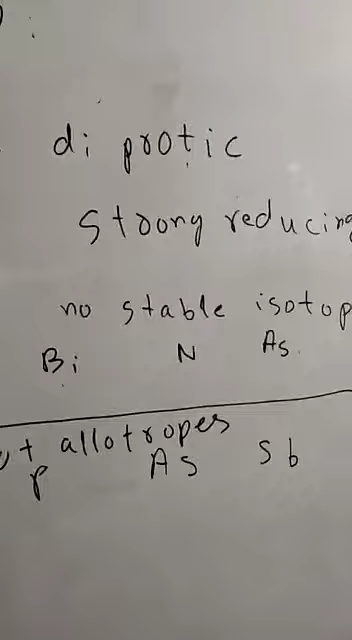 di protic
strong reducing
no stable isotop
Bi N As
allotropes
P As Sb